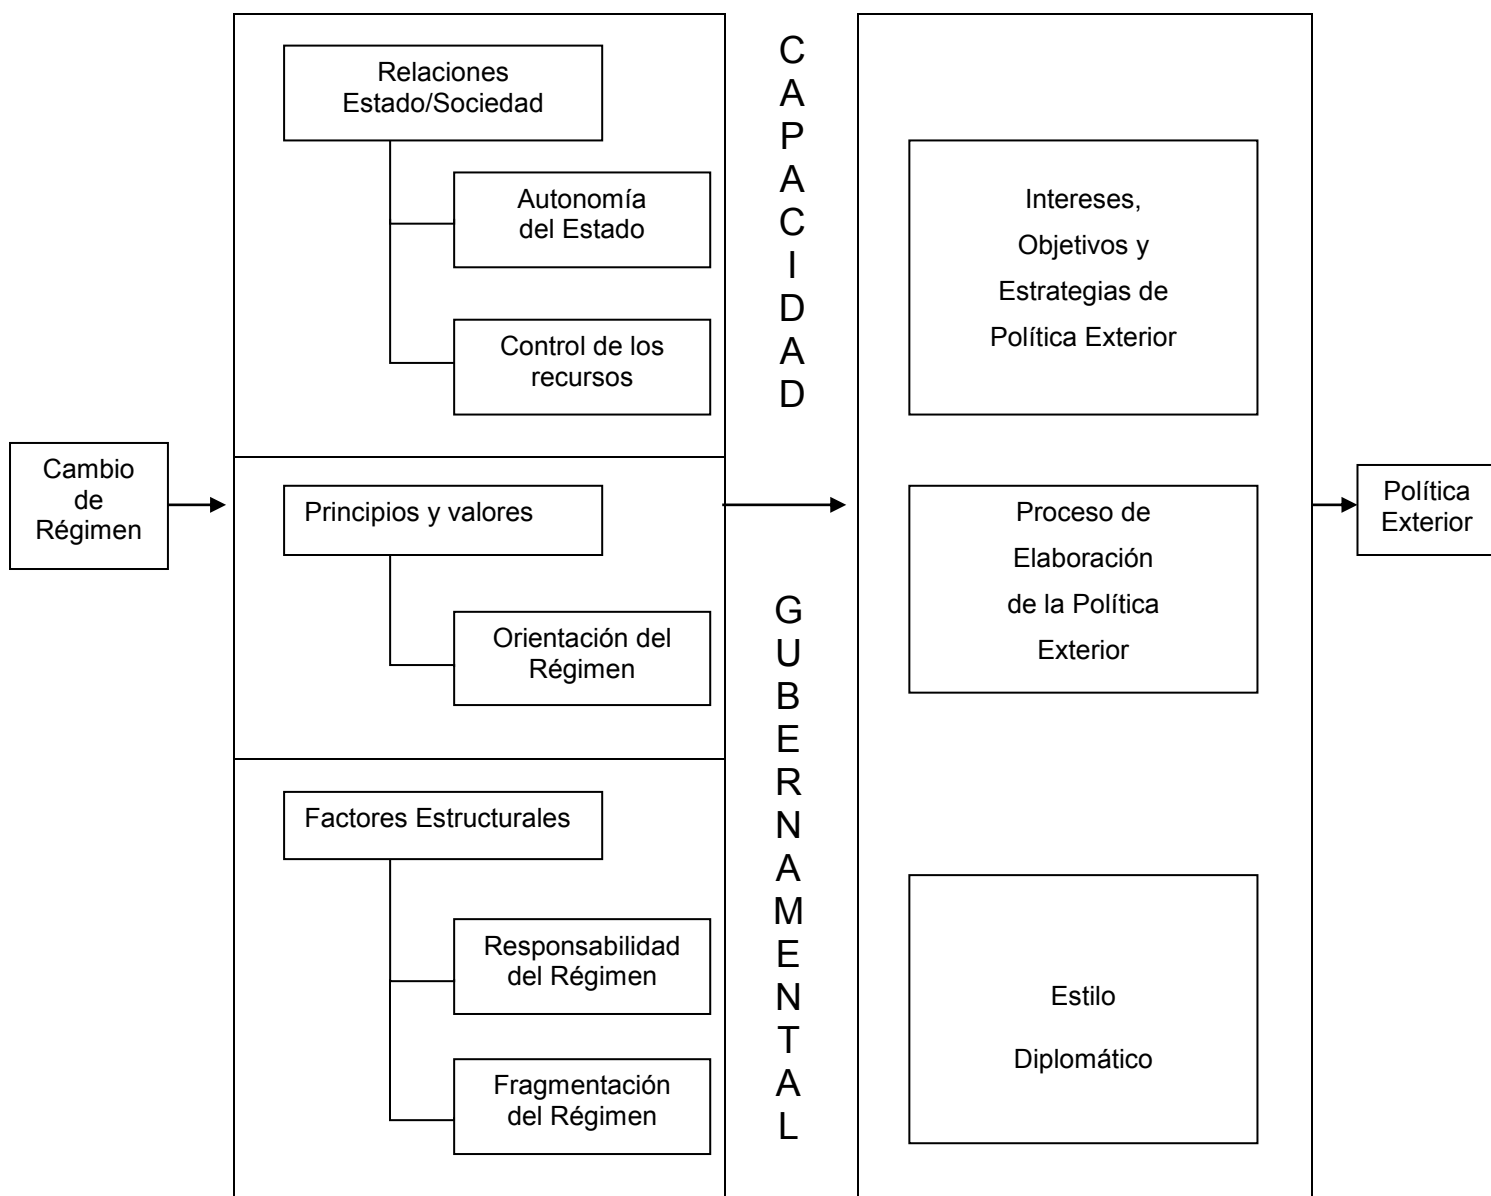 Cambio
de
Régimen
Relaciones
Estado/Sociedad
Autonomía
del Estado
Control de los
recursos
Principios y valores
Orientación del
Régimen
Factores Estructurales
Responsabilidad
del Régimen
Fragmentación
del Régimen
C
A
P
A
C
I
D
A
D
G
U
B
E
R
N
A
M
E
N
T
A
L
Intereses,
Objetivos y
Estrategias de
Política Exterior
Proceso de
Elaboración
de la Política
Exterior
Estilo
Diplomático
Política
Exterior